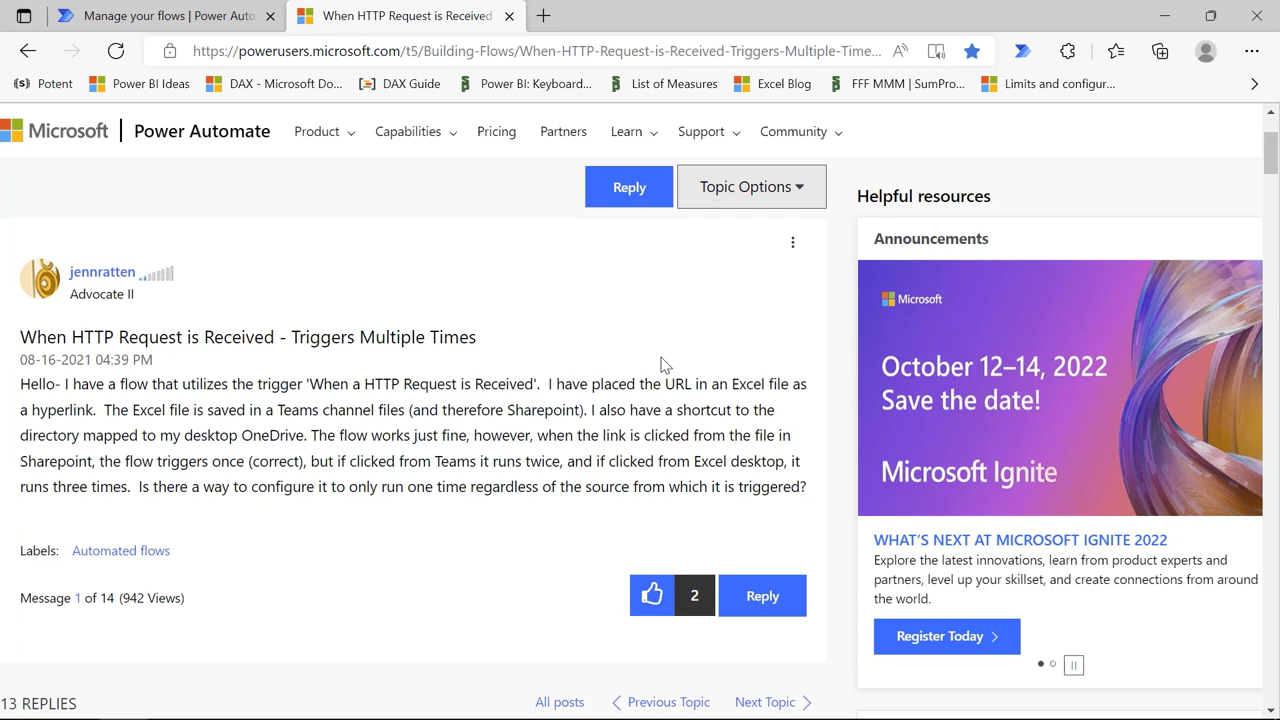 Manage your flows | Power Auto
When HTTP Request is Received
https://powerusers.microsoft.com/t5/Building-Flows/When-HTTP-Request-is-Received-Triggers-Multiple-Time...
Potent
Power BI Ideas
DAX - Microsoft Do...
DAX Guide
Power BI: Keyboard...
List of Measures
Excel Blog
FFF MMM | SumPro...
Limits and configur...
Microsoft
Power Automate
Product
Capabilities
Pricing
Partners
Learn
Support
Community
Reply
Topic Options
Helpful resources
Announcements
jennratten
Advocate II
When HTTP Request is Received - Triggers Multiple Times
08-16-2021 04:39 PM
Hello- I have a flow that utilizes the trigger 'When a HTTP Request is Received'.  I have placed the URL in an Excel file as
a hyperlink.  The Excel file is saved in a Teams channel files (and therefore Sharepoint). I also have a shortcut to the
directory mapped to my desktop OneDrive. The flow works just fine, however, when the link is clicked from the file in
Sharepoint, the flow triggers once (correct), but if clicked from Teams it runs twice, and if clicked from Excel desktop, it
runs three times.  Is there a way to configure it to only run one time regardless of the source from which it is triggered?
Labels: Automated flows
Message 1 of 14 (942 Views)
2
Reply
13 REPLIES
All posts
Previous Topic
Next Topic
Microsoft
October 12–14, 2022
Save the date!
Microsoft Ignite
WHAT'S NEXT AT MICROSOFT IGNITE 2022
Explore the latest innovations, learn from product experts and
partners, level up your skillset, and create connections from around
the world.
Register Today